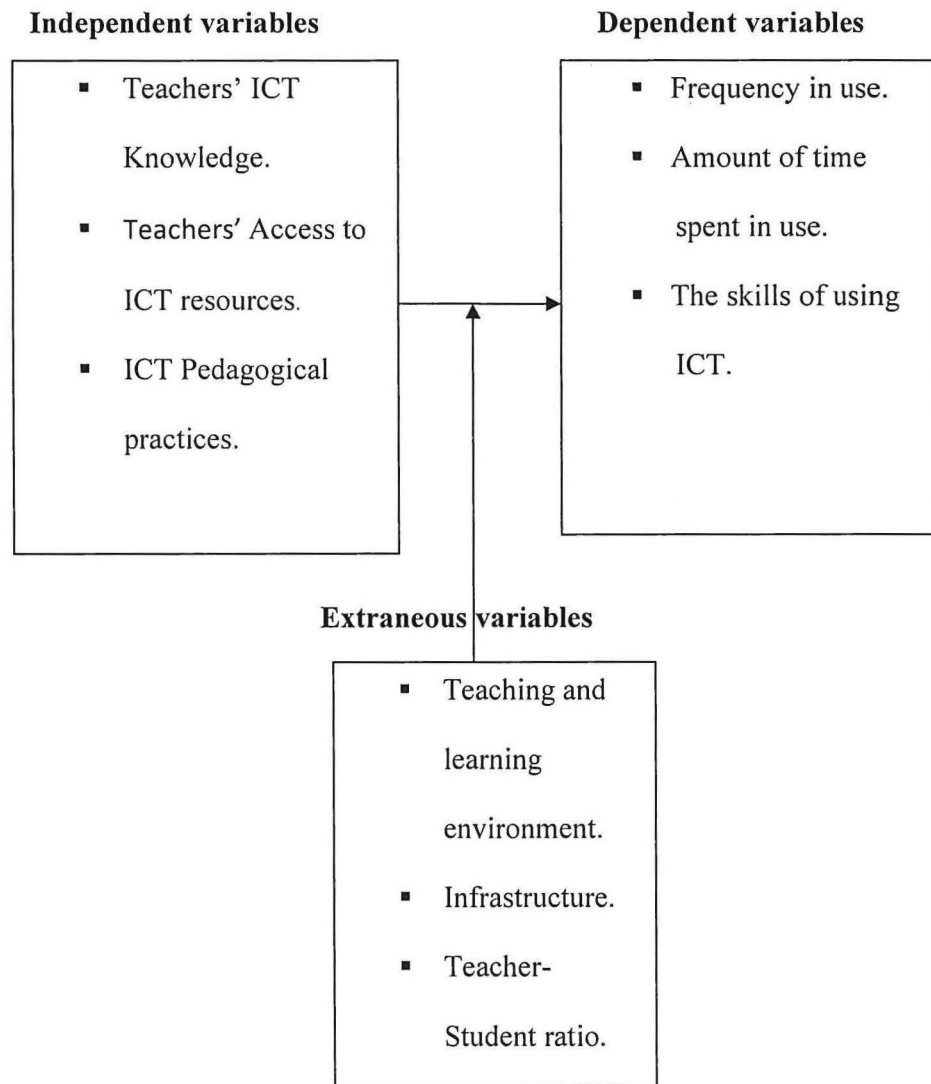 Independent variables
▪ Teachers' ICT
Knowledge.
▪ Teachers' Access to
ICT resources.
▪ ICT Pedagogical
practices.
Dependent variables
▪ Frequency in use.
▪ Amount of time
spent in use.
▪ The skills of using
ICT.
Extraneous variables
▪ Teaching and
learning
environment.
▪ Infrastructure.
▪ Teacher-
Student ratio.